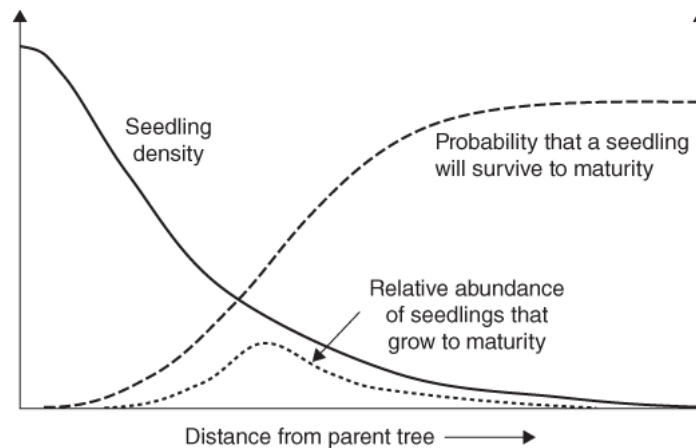 Seedling
density
Probability that a seedling
will survive to maturity
Relative abundance
of seedlings that
grow to maturity
Distance from parent tree